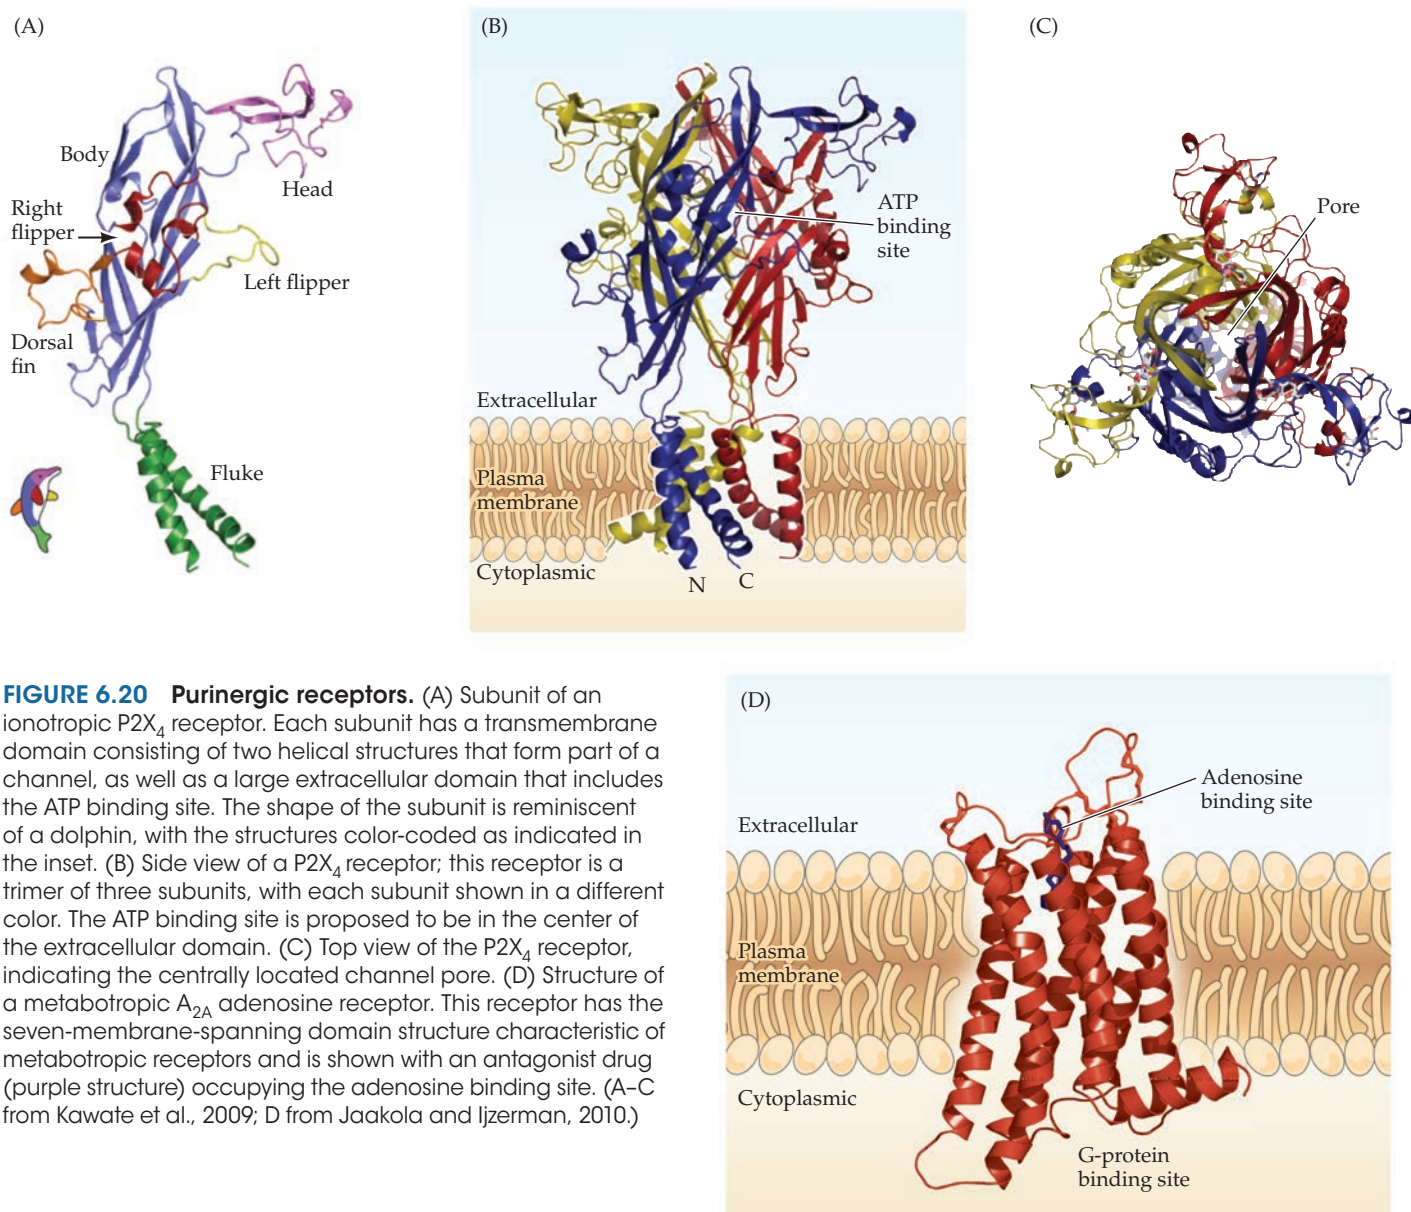 (A)
Body
Head
Right
flipper
Left flipper
Dorsal
fin
Fluke
(B)
ATP
binding
site
Extracellular
Plasma
membrane
Cytoplasmic
N
C
(C)
Pore
FIGURE 6.20 Purinergic receptors. (A) Subunit of an
ionotropic P2X4 receptor. Each subunit has a transmembrane
domain consisting of two helical structures that form part of a
channel, as well as a large extracellular domain that includes
the ATP binding site. The shape of the subunit is reminiscent
of a dolphin, with the structures color-coded as indicated in
the inset. (B) Side view of a P2X4 receptor; this receptor is a
trimer of three subunits, with each subunit shown in a different
color. The ATP binding site is proposed to be in the center of
the extracellular domain. (C) Top view of the P2X4 receptor,
indicating the centrally located channel pore. (D) Structure of
a metabotropic A2A adenosine receptor. This receptor has the
seven-membrane-spanning domain structure characteristic of
metabotropic receptors and is shown with an antagonist drug
(purple structure) occupying the adenosine binding site. (A–C
from Kawate et al., 2009; D from Jaakola and Ijzerman, 2010.)
(D)
Adenosine
binding site
Extracellular
Plasma
membrane
Cytoplasmic
G-protein
binding site